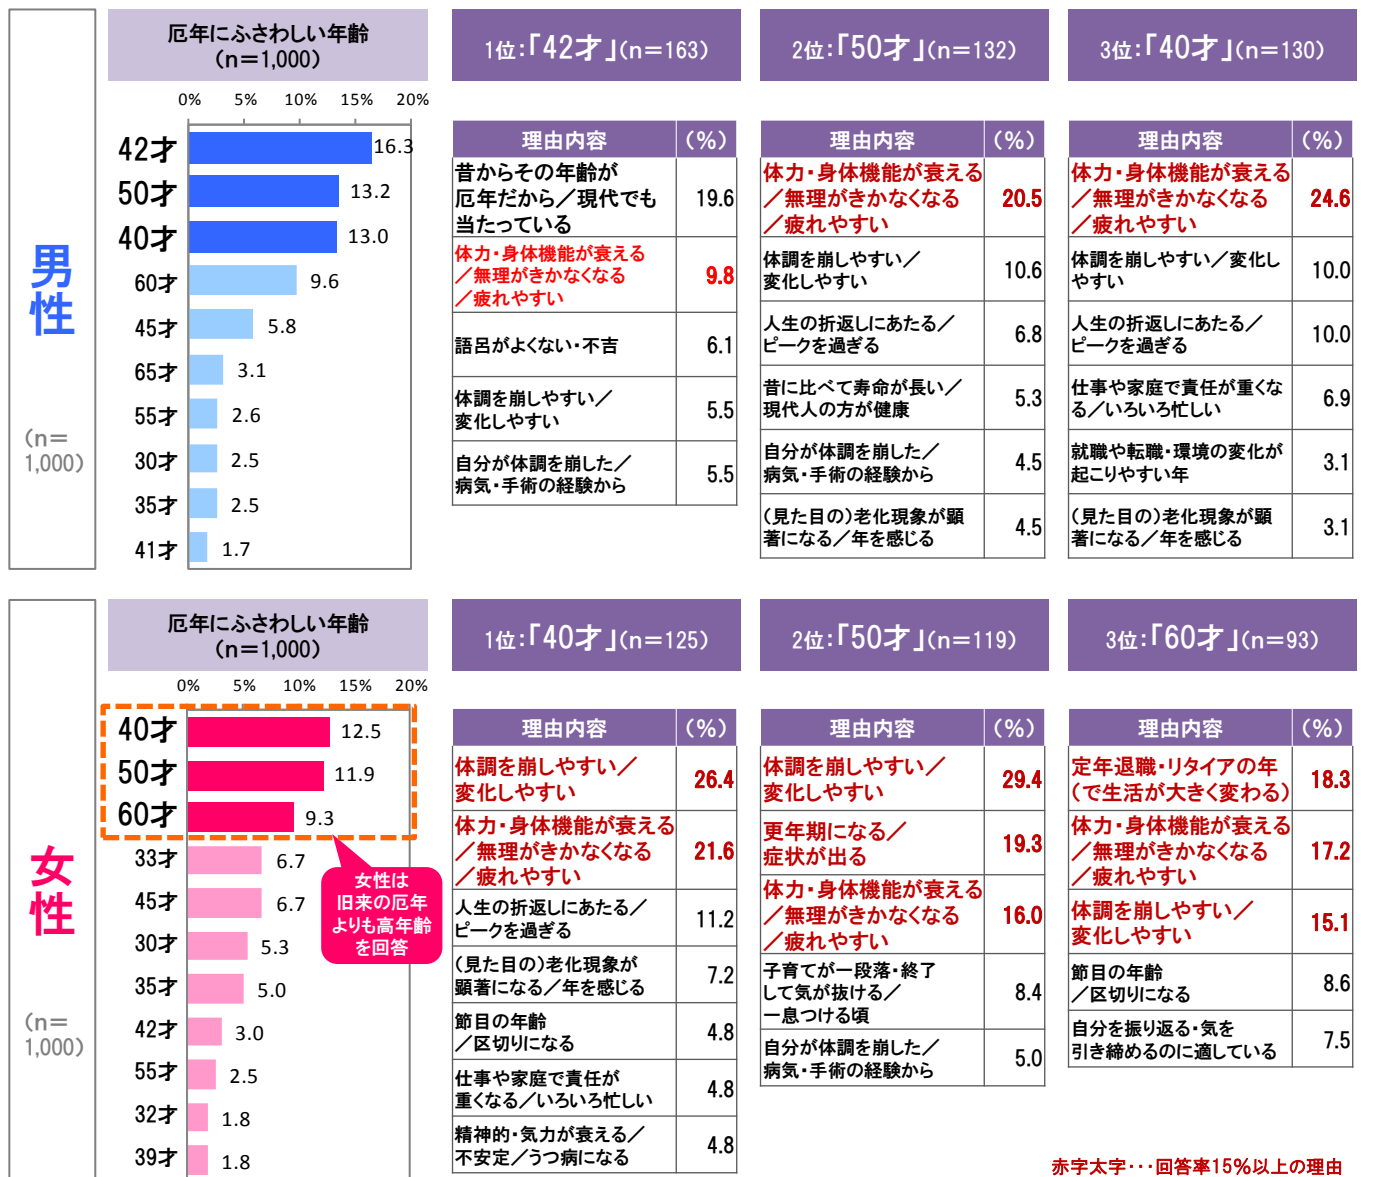 男性
（n＝
1,000）
厄年にふさわしい年齢
（n＝1,000）
0% 5% 10% 15% 20%
42才 16.3
50才 13.2
40才 13.0
60才 9.6
45才 5.8
65才 3.1
55才 2.6
30才 2.5
35才 2.5
41才 1.7
1位：「42才」（n＝163）
理由内容 （％）
昔からその年齢が
厄年だから／現代でも
当たっている
19.6
体力・身体機能が衰える
／無理がきかなくなる
／疲れやすい
9.8
語呂がよくない・不吉 6.1
体調を崩しやすい／
変化しやすい
5.5
自分が体調を崩した／
病気・手術の経験から
5.5
2位：「50才」（n＝132）
理由内容 （％）
体力・身体機能が衰える
／無理がきかなくなる
／疲れやすい
20.5
体調を崩しやすい／
変化しやすい
10.6
人生の折返しにあたる／
ピークを過ぎる
6.8
昔に比べて寿命が長い／
現代人の方が健康
5.3
自分が体調を崩した／
病気・手術の経験から
4.5
（見た目の）老化現象が顕
著になる／年を感じる
4.5
3位：「40才」（n＝130）
理由内容 （％）
体力・身体機能が衰える
／無理がきかなくなる
／疲れやすい
24.6
体調を崩しやすい／変化し
やすい
10.0
人生の折返しにあたる／
ピークを過ぎる
10.0
仕事や家庭で責任が重くな
る／いろいろ忙しい
6.9
就職や転職・環境の変化が
起こりやすい年
3.1
（見た目の）老化現象が顕
著になる／年を感じる
3.1
女性
（n＝
1,000）
厄年にふさわしい年齢
（n＝1,000）
0% 5% 10% 15% 20%
40才 12.5
50才 11.9
60才 9.3
33才 6.7
45才 6.7
30才 5.3
35才 5.0
42才 3.0
55才 2.5
32才 1.8
39才 1.8
女性は
旧来の厄年
よりも高年齢
を回答
1位：「40才」（n＝125）
理由内容 （％）
体調を崩しやすい／
変化しやすい
26.4
体力・身体機能が衰える
／無理がきかなくなる
／疲れやすい
21.6
人生の折返しにあたる／
ピークを過ぎる
11.2
（見た目の）老化現象が
顕著になる／年を感じる
7.2
節目の年齢
／区切りになる
4.8
仕事や家庭で責任が
重くなる／いろいろ忙しい
4.8
精神的・気力が衰える／
不安定／うつ病になる
4.8
2位：「50才」（n＝119）
理由内容 （％）
体調を崩しやすい／
変化しやすい
29.4
更年期になる／
症状が出る
19.3
体力・身体機能が衰える
／無理がきかなくなる
／疲れやすい
16.0
子育てが一段落・終了
して気が抜ける／
一息つける頃
8.4
自分が体調を崩した／
病気・手術の経験から
5.0
3位：「60才」（n＝93）
理由内容 （％）
定年退職・リタイアの年
（で生活が大きく変わる）
18.3
体力・身体機能が衰える
／無理がきかなくなる
／疲れやすい
17.2
体調を崩しやすい／
変化しやすい
15.1
節目の年齢
／区切りになる
8.6
自分を振り返る・気を
引き締めるのに適している
7.5
赤字太字・・・回答率15％以上の理由